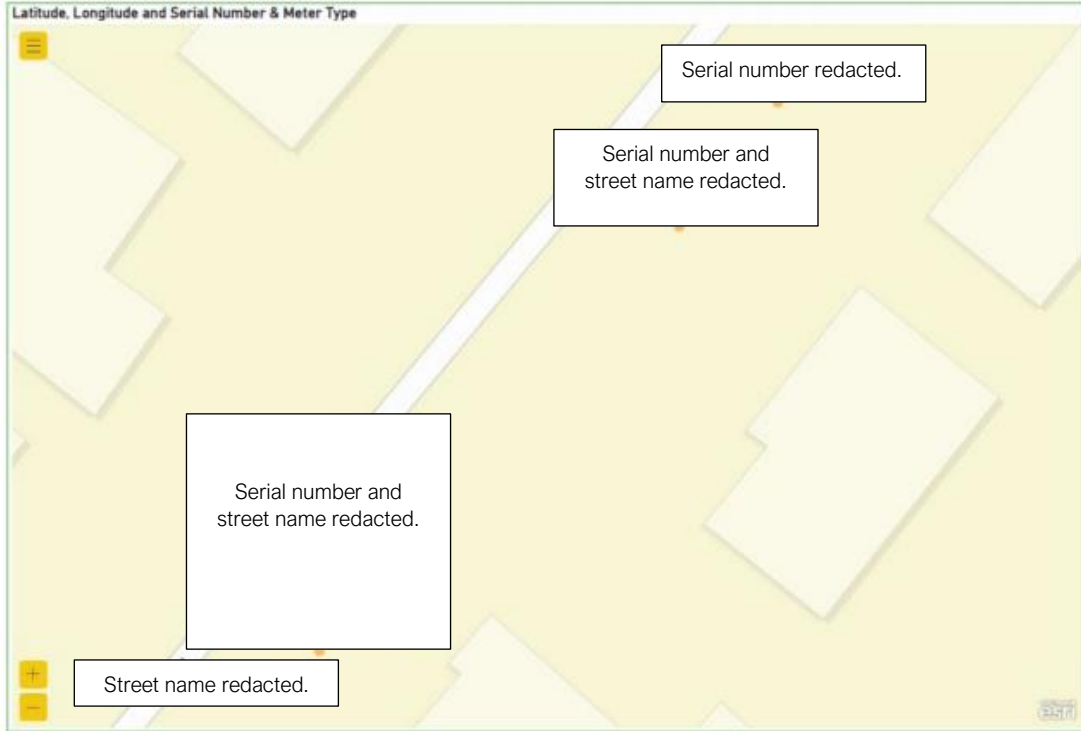 Latitude, Longitude and Serial Number & Meter Type
Serial number redacted.
Serial number and
street name redacted.
Serial number and
street name redacted.
Street name redacted.
esri